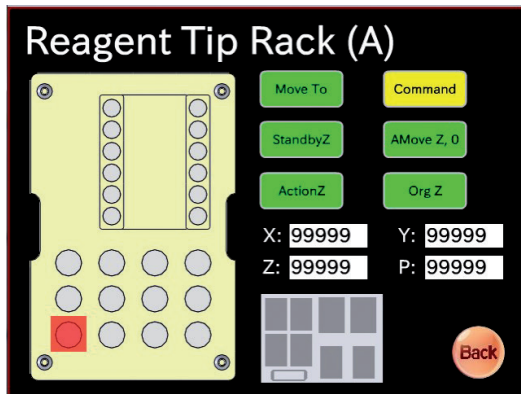 Reagent Tip Rack (A)
Move To
Command
StandbyZ
AMove Z, 0
ActionZ
Org Z
X: 99999
Y: 99999
Z: 99999
P: 99999
Back